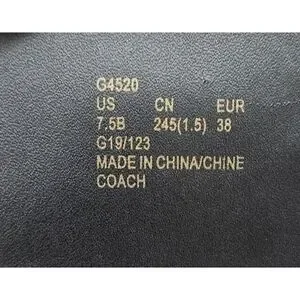 G4520
US CN EUR
7.5B 245(1.5) 38
G19/123
MADE IN CHINA/CHINE
COACH